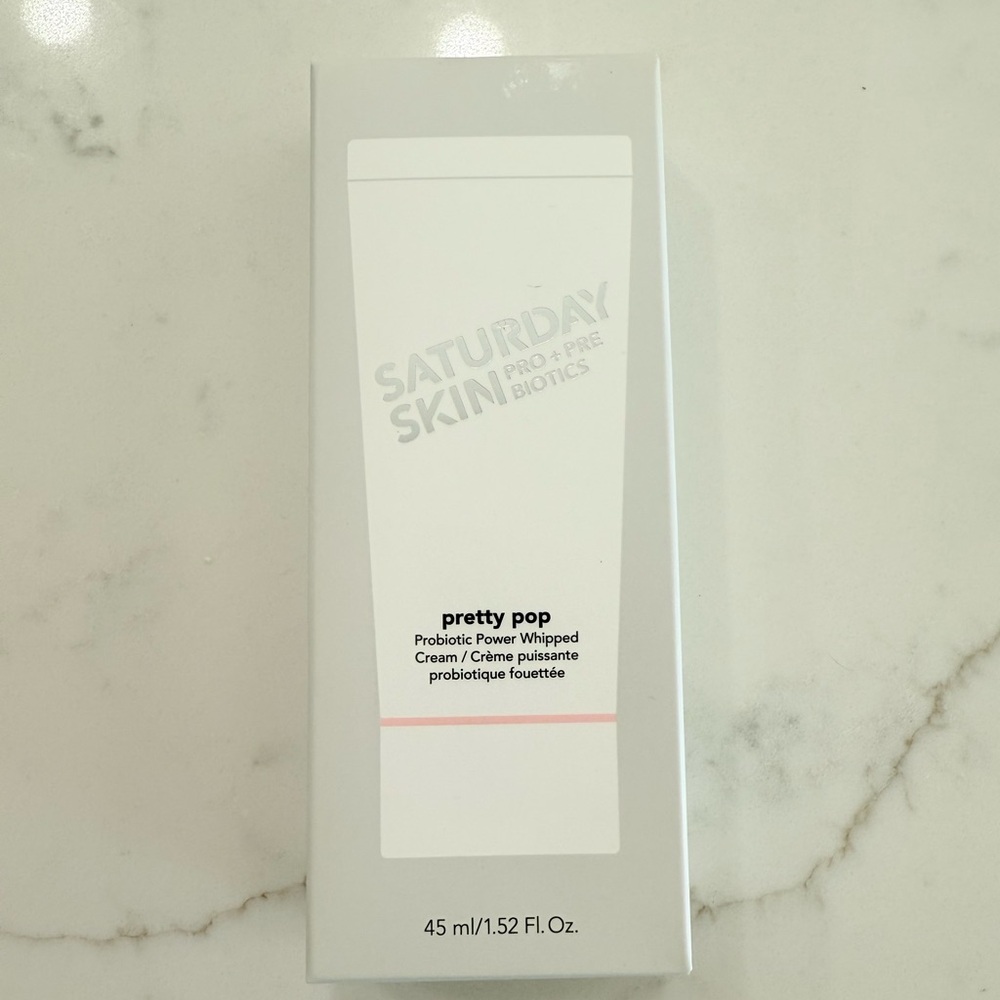 SATURDAY
SKIN PRO + PRE
BIOTICS
pretty pop
Probiotic Power Whipped
Cream / Crème puissante
probiotique fouettée
45 ml/1.52 Fl. Oz.